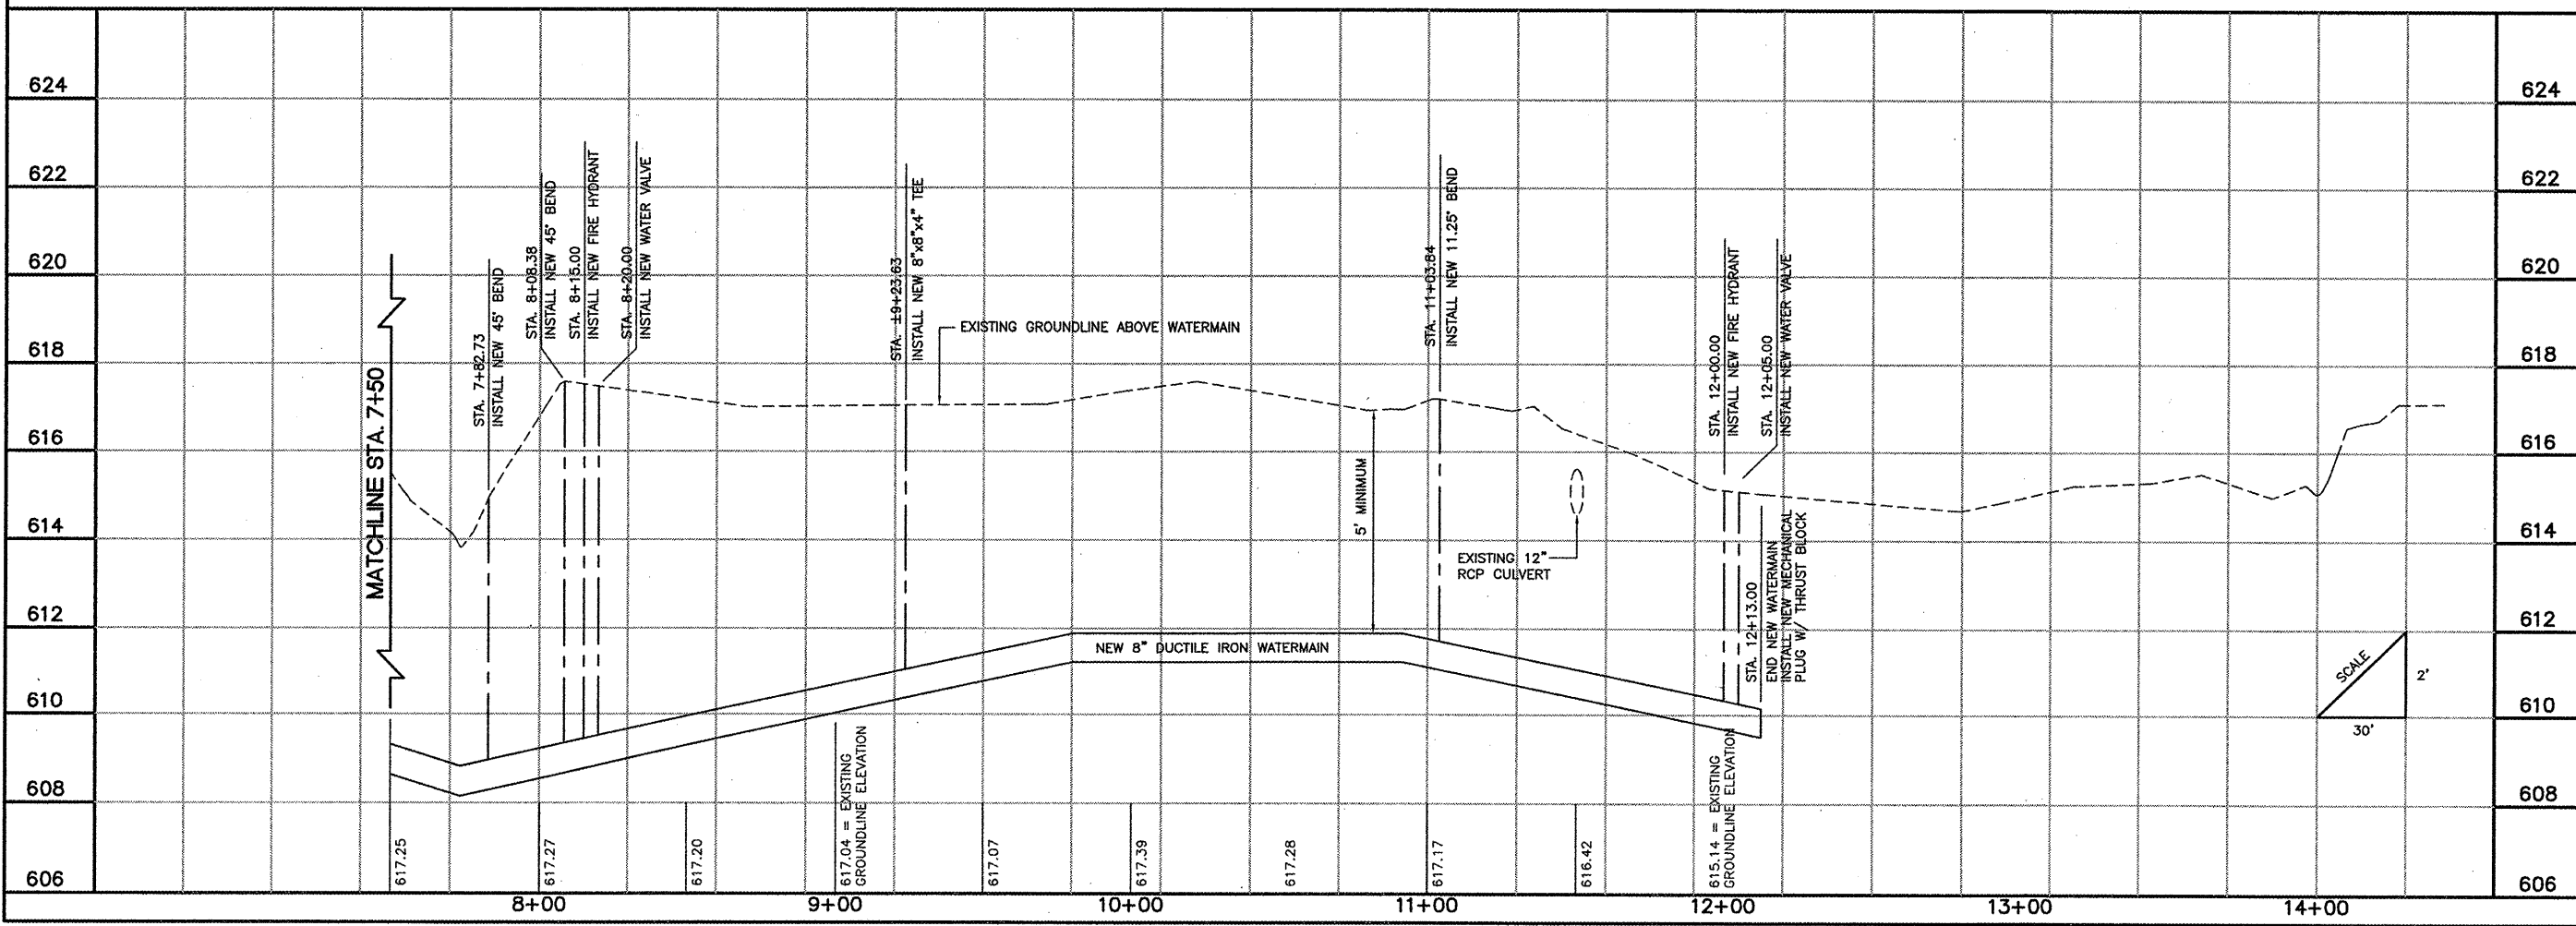 624
622
620
618
616
614
612
610
608
606
624
622
620
618
616
614
612
610
608
606
MATCHLINE STA. 7+50
STA. 7+82.73
INSTALL NEW 45° BEND
STA. 8+08.38
INSTALL NEW 45° BEND
STA. 8+15.00
INSTALL NEW FIRE HYDRANT
STA. 8+20.00
INSTALL NEW WATER VALVE
STA. ±9+23.63
INSTALL NEW 8"x8"x4" TEE
EXISTING GROUNDLINE ABOVE WATERMAIN
5' MINIMUM
STA. 11+03.84
INSTALL NEW 11.25° BEND
EXISTING 12"
RCP CULVERT
STA. 12+00.00
INSTALL NEW FIRE HYDRANT
STA. 12+05.00
INSTALL NEW WATER VALVE
STA. 12+13.00
END NEW WATERMAIN
INSTALL NEW MECHANICAL
PLUG W/ THRUST BLOCK
NEW 8" DUCTILE IRON WATERMAIN
SCALE
2'
30'
617.25
617.27
617.20
617.04 = EXISTING
GROUNDLINE ELEVATION
617.07
617.39
617.28
617.17
616.42
615.14 = EXISTING
GROUNDLINE ELEVATION
8+00
9+00
10+00
11+00
12+00
13+00
14+00